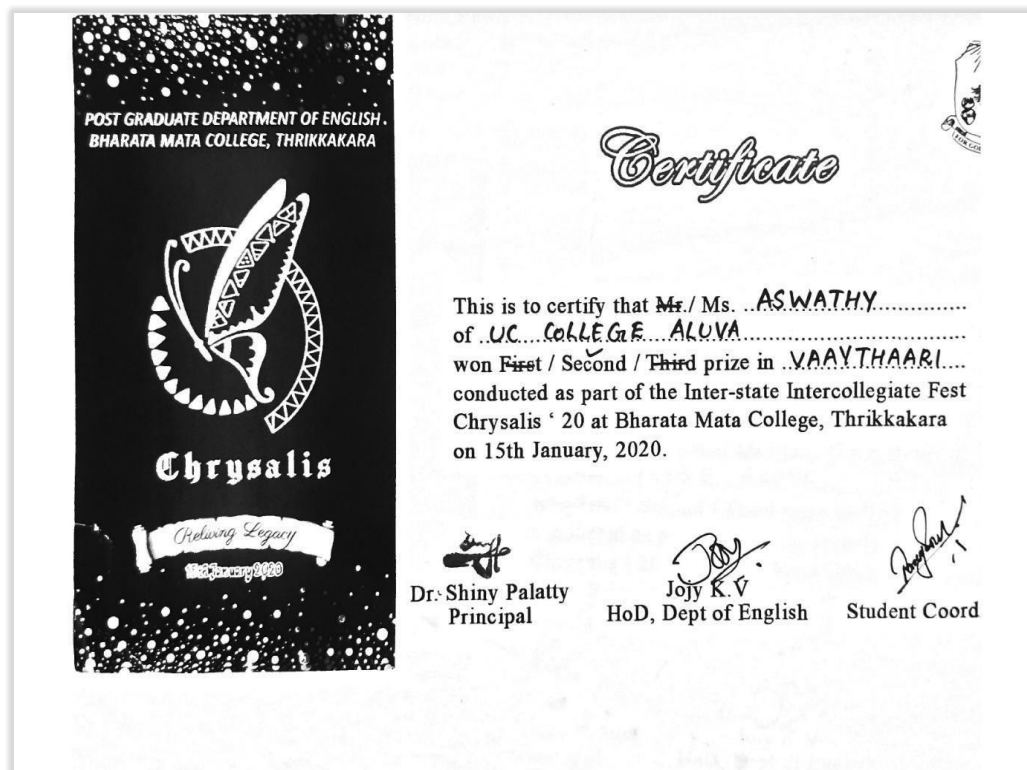 POST GRADUATE DEPARTMENT OF ENGLISH.
BHARATA MATA COLLEGE, THRIKKAKARA
Chrysalis
Reliving Legacy
15th January 2020
Certificate
This is to certify that Mr./ Ms. ..ASWATHY................
of ..UC....COLLEGE....ALUVA...............................
won First / Second / Third prize in ..VAAYTHAARI....
conducted as part of the Inter-state Intercollegiate Fest
Chrysalis ‘ 20 at Bharata Mata College, Thrikkakara
on 15th January, 2020.
Dr. Shiny Palatty
Principal
Jojy
Jojy K.V
HoD, Dept of English
Student Coord